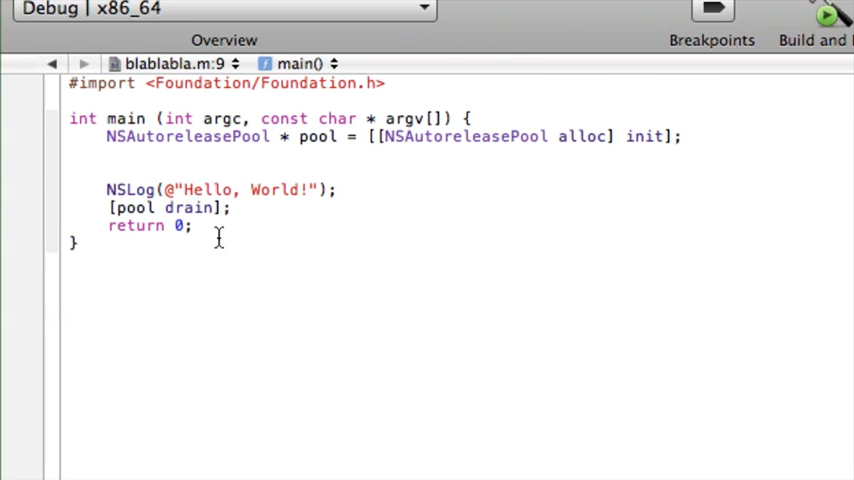 Debug | x86_64
Overview
Breakpoints
Build and
blablabla.m:9
f main()
#import <Foundation/Foundation.h>
int main (int argc, const char * argv[]) {
NSAutoreleasePool * pool = [[NSAutoreleasePool alloc] init];
NSLog(@"Hello, World!");
[pool drain];
return 0;
}